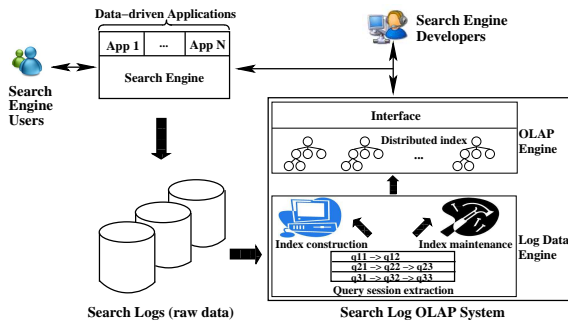 Data-driven Applications
App 1
...
App N
Search Engine
Search
Engine
Users
Search Engine
Developers
Interface
Distributed index
...
OLAP
Engine
Index construction
Index maintenance
q11 -> q12
q21 -> q22 -> q23
q31 -> q32 -> q33
Query session extraction
Log Data
Engine
Search Logs (raw data)
Search Log OLAP System